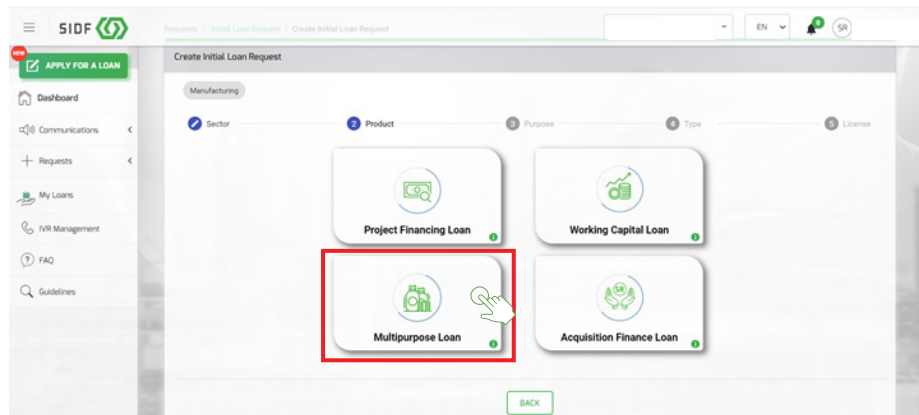 SIDF
Requests / Initial Loan Request / Create Initial Loan Request
EN
0
SR
NEW
APPLY FOR A LOAN
Dashboard
Communications
Requests
My Loans
IVR Management
FAQ
Guidelines
Create Initial Loan Request
Manufacturing
Sector
2 Product
3 Purpose
4 Type
5 License
Project Financing Loan
Working Capital Loan
Multipurpose Loan
SR
Acquisition Finance Loan
BACK